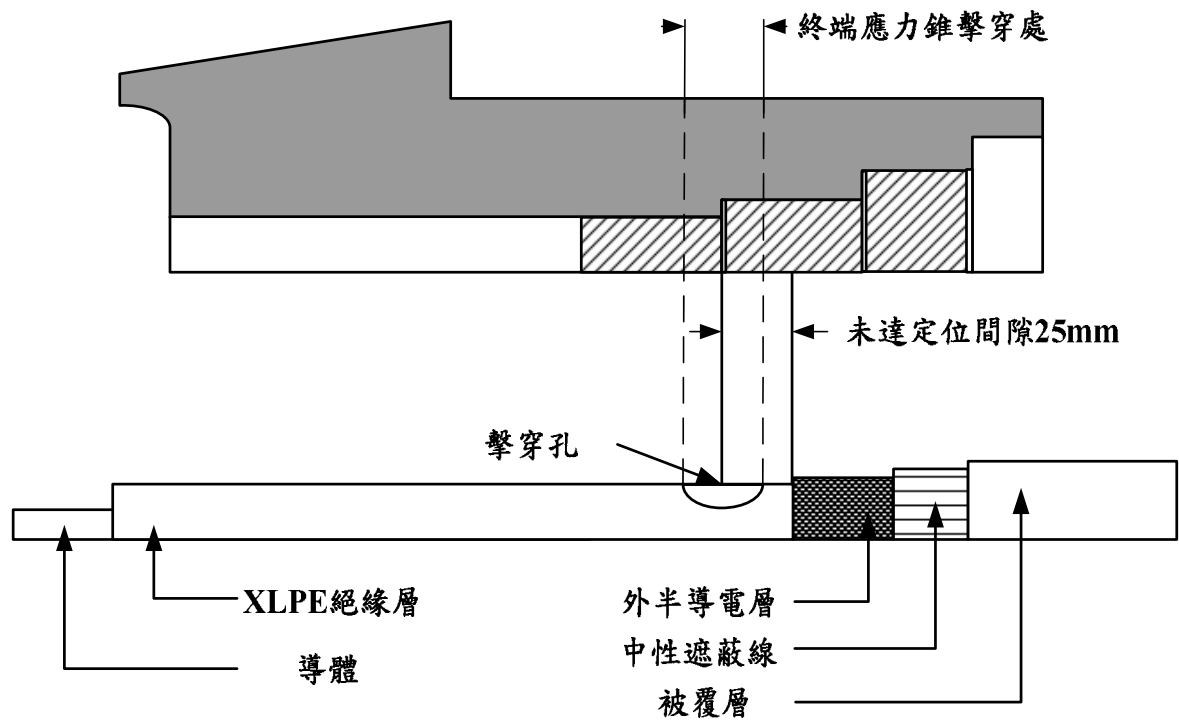 終端應力錐擊穿處
未達定位間隙25mm
擊穿孔
XLPE絕緣層
外半導電層
中性遮蔽線
導體
被覆層